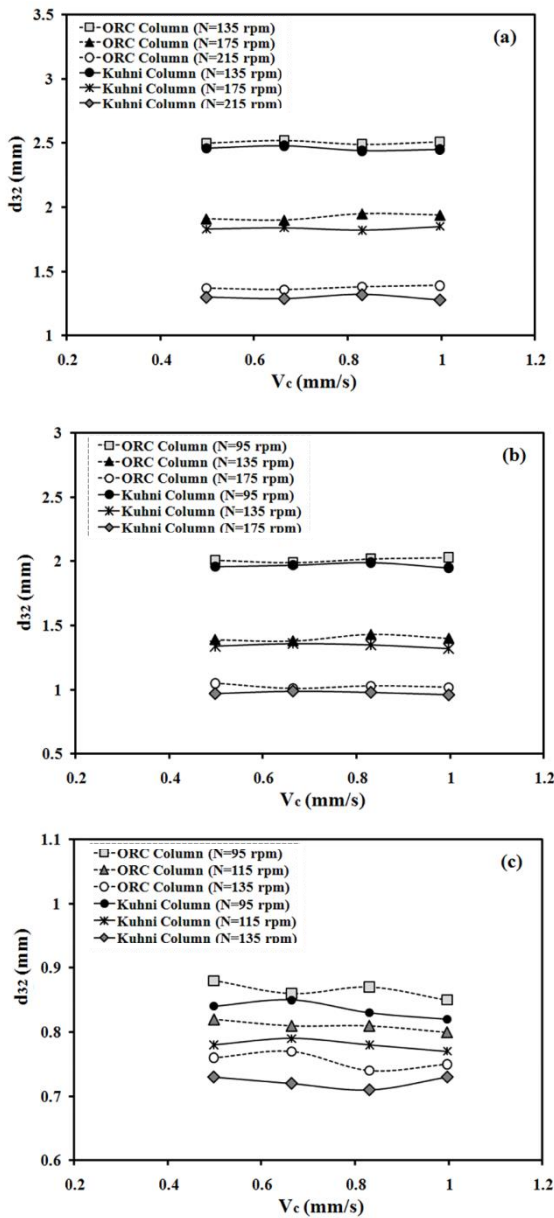 3.5
ORC Column (N=135 rpm)
ORC Column (N=175 rpm)
ORC Column (N=215 rpm)
Kuhni Column (N=135 rpm)
Kuhni Column (N=175 rpm)
Kuhni Column (N=215 rpm)
(a)
3
2.5
2
1.5
1
d32 (mm)
0.2 0.4 0.6 0.8 1 1.2
Vc (mm/s)
3
ORC Column (N=95 rpm)
ORC Column (N=135 rpm)
ORC Column (N=175 rpm)
Kuhni Column (N=95 rpm)
Kuhni Column (N=135 rpm)
Kuhni Column (N=175 rpm)
(b)
2.5
2
1.5
1
0.5
d32 (mm)
0.2 0.4 0.6 0.8 1 1.2
Vc (mm/s)
1.1
ORC Column (N=95 rpm)
ORC Column (N=115 rpm)
ORC Column (N=135 rpm)
Kuhni Column (N=95 rpm)
Kuhni Column (N=115 rpm)
Kuhni Column (N=135 rpm)
(c)
1
0.9
0.8
0.7
0.6
d32 (mm)
0.2 0.4 0.6 0.8 1 1.2
Vc (mm/s)